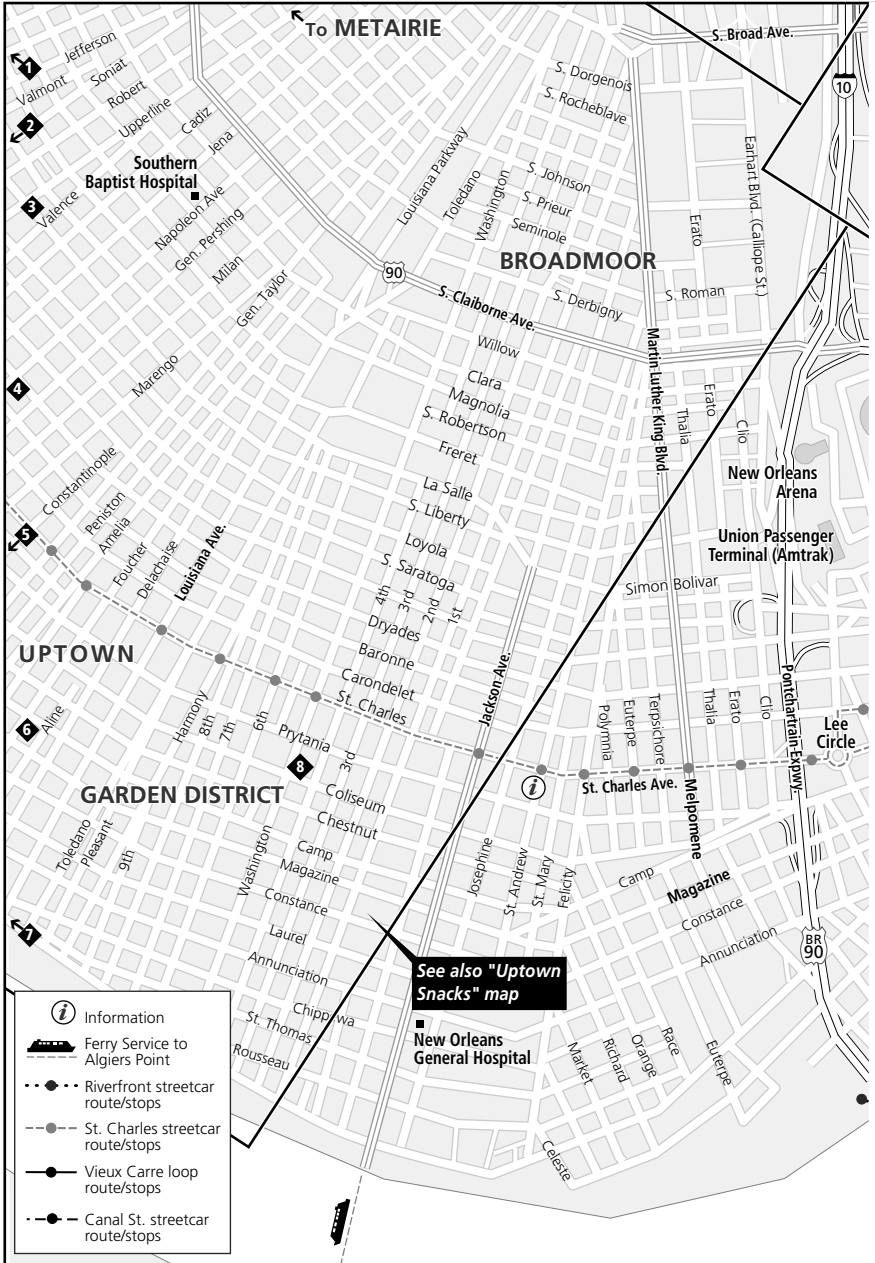 To METAIRIE
S. Broad Ave.
Jefferson
1
Soniat
Valmont
Robert
10
S. Dorgenois
S. Rocheblave
2
Upperline
Cadiz
Jena
Southern
Baptist Hospital
Louisiana Parkway
Toledano
Washington
S. Johnson
S. Prieur
Seminole
Earhart Blvd. (Calliope St.)
Erato
3
Valence
Napoleon Ave
Gen. Pershing
Milan
Gen. Taylor
BROADMOOR
90
S. Claiborne Ave.
S. Derbigny
S. Roman
Willow
Martin Luther King Blvd.
4
Marengo
Clara
Magnolia
S. Robertson
Freret
Thalia
Erato
Clio
Constantinople
La Salle
S. Liberty
New Orleans
Arena
Peniston
Amelia
5
Foucher
Delachaise
Louisiana Ave.
Loyola
S. Saratoga
Union Passenger
Terminal (Amtrak)
Simon Bolivar
4th
3rd
2nd
1st
Dryades
Baronne
Carondelet
St. Charles
UPTOWN
Jackson Ave.
Pontchartrain Expwy.
6
Aline
Harmony
8th
7th
6th
Prytania
3rd
8
Polymnia
Euterpe
Terpsichore
Thalia
Erato
Clio
Lee
Circle
i
St. Charles Ave.
Melpomene
GARDEN DISTRICT
Coliseum
Chestnut
Toledano
Pleasant
9th
Washington
Camp
Magazine
Constance
Laurel
Annunciation
Josephine
St. Andrew
St. Mary
Felicity
Camp
Magazine
Constance
Annunciation
7
BR
90
See also "Uptown
Snacks" map
Chippewa
St. Thomas
Rousseau
New Orleans
General Hospital
Market
Richard
Orange
Race
Euterpe
Celeste
i Information
Ferry Service to
Algiers Point
Riverfront streetcar
route/stops
St. Charles streetcar
route/stops
Vieux Carre loop
route/stops
Canal St. streetcar
route/stops